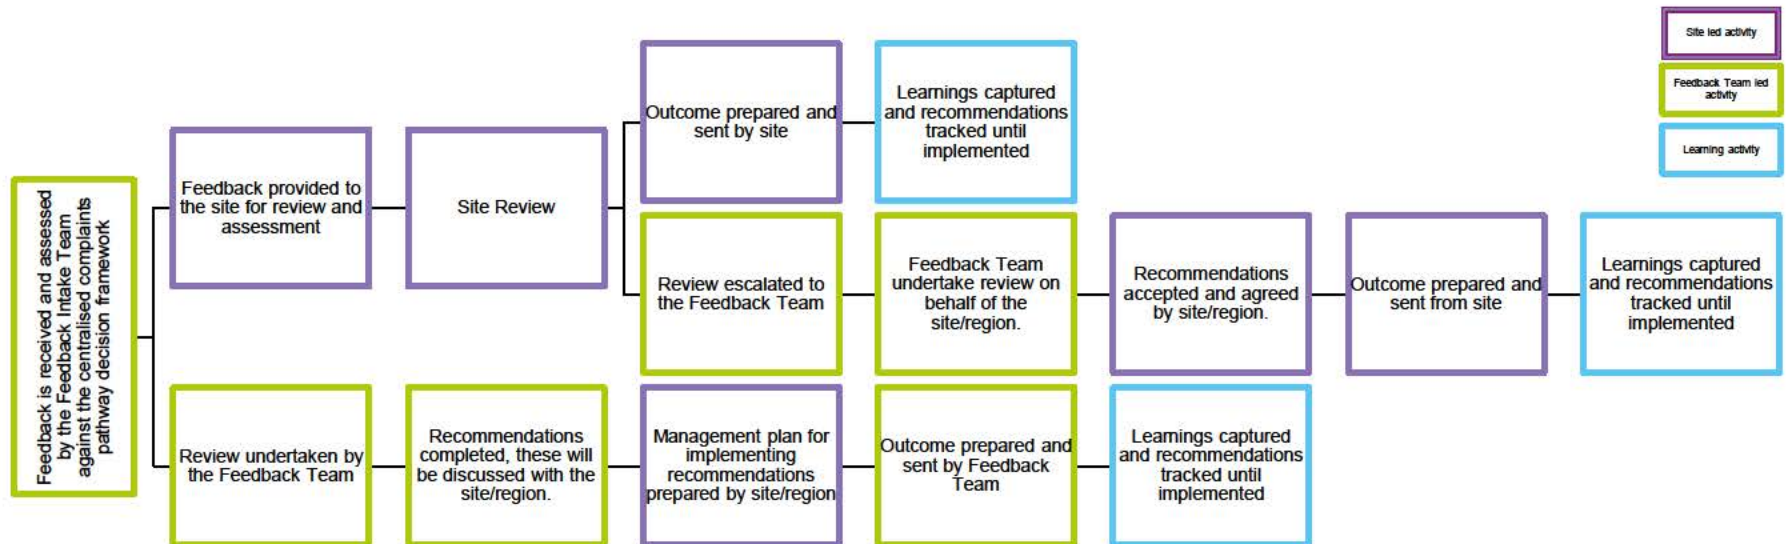 Site led activity
Feedback Team led
activity
Learning activity
Feedback is received and assessed
by the Feedback Intake Team
against the centralised complaints
pathway decision framework
Feedback provided to
the site for review and
assessment
Site Review
Outcome prepared and
sent by site
Learnings captured
and recommendations
tracked until
implemented
Review escalated to
the Feedback Team
Feedback Team
undertake review on
behalf of the
site/region.
Recommendations
accepted and agreed
by site/region.
Outcome prepared and
sent from site
Learnings captured
and recommendations
tracked until
implemented
Review undertaken by
the Feedback Team
Recommendations
completed, these will
be discussed with the
site/region.
Management plan for
implementing
recommendations
prepared by site/region
Outcome prepared and
sent by Feedback
Team
Learnings captured
and recommendations
tracked until
implemented